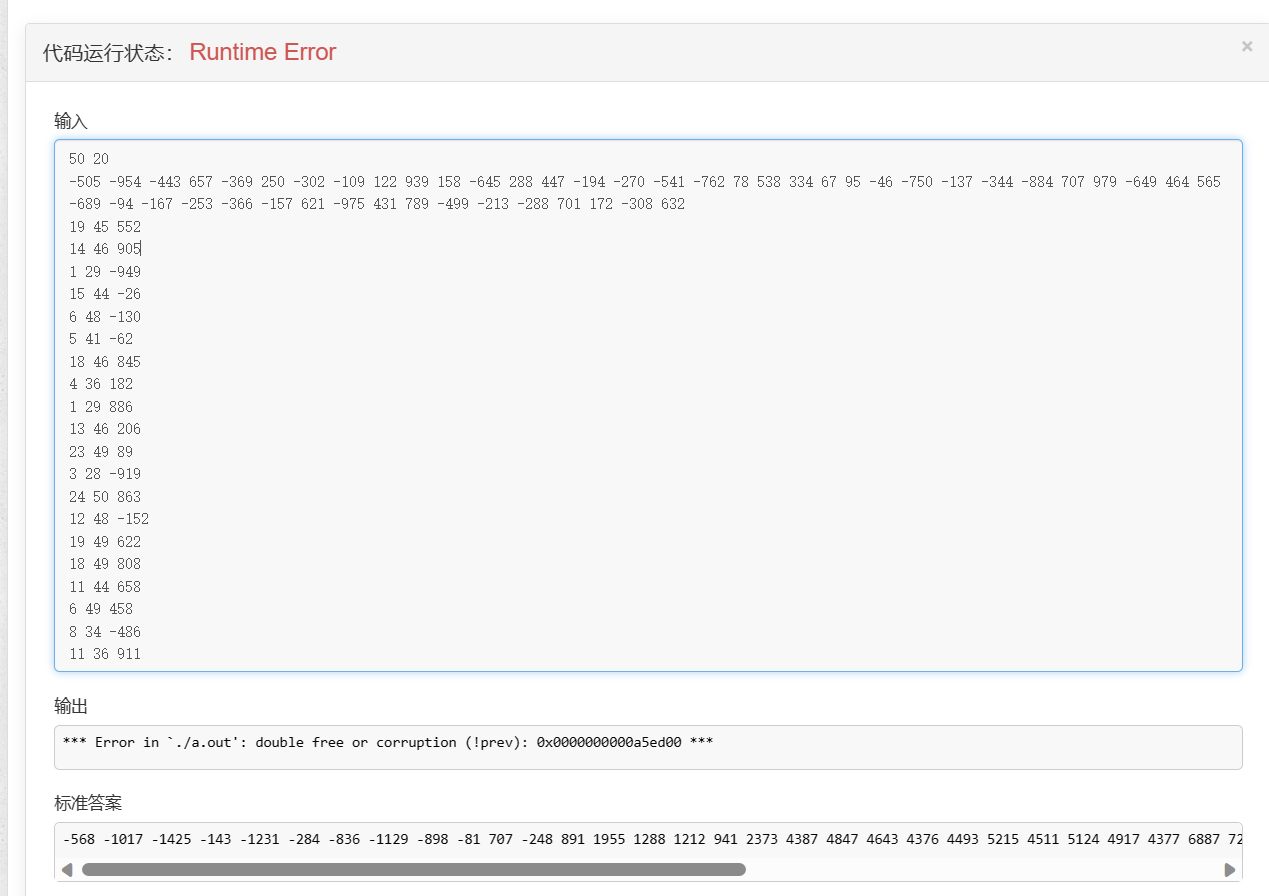 代码运行状态： Runtime Error
×
输入
50 20
-505 -954 -443 657 -369 250 -302 -109 122 939 158 -645 288 447 -194 -270 -541 -762 78 538 334 67 95 -46 -750 -137 -344 -884 707 979 -649 464 565
-689 -94 -167 -253 -366 -157 621 -975 431 789 -499 -213 -288 701 172 -308 632
19 45 552
14 46 905
1 29 -949
15 44 -26
6 48 -130
5 41 -62
18 46 845
4 36 182
1 29 886
13 46 206
23 49 89
3 28 -919
24 50 863
12 48 -152
19 49 622
18 49 808
11 44 658
6 49 458
8 34 -486
11 36 911
输出
*** Error in `./a.out': double free or corruption (!prev): 0x0000000000a5ed00 ***
标准答案
-568 -1017 -1425 -143 -1231 -284 -836 -1129 -898 -81 707 -248 891 1955 1288 1212 941 2373 4387 4847 4643 4376 4493 5215 4511 5124 4917 4377 6887 72